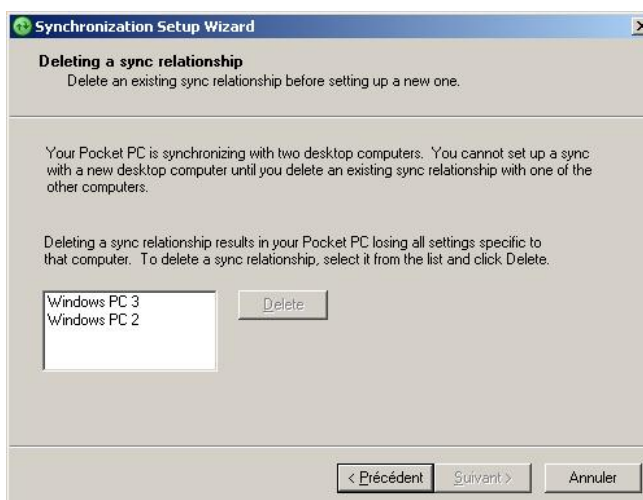 Synchronization Setup Wizard
Deleting a sync relationship
Delete an existing sync relationship before setting up a new one.
Your Pocket PC is synchronizing with two desktop computers. You cannot set up a sync
with a new desktop computer until you delete an existing sync relationship with one of the
other computers.
Deleting a sync relationship results in your Pocket PC losing all settings specific to
that computer. To delete a sync relationship, select it from the list and click Delete.
Windows PC 3
Delete
Windows PC 2
< Précédent
Suivant >
Annuler